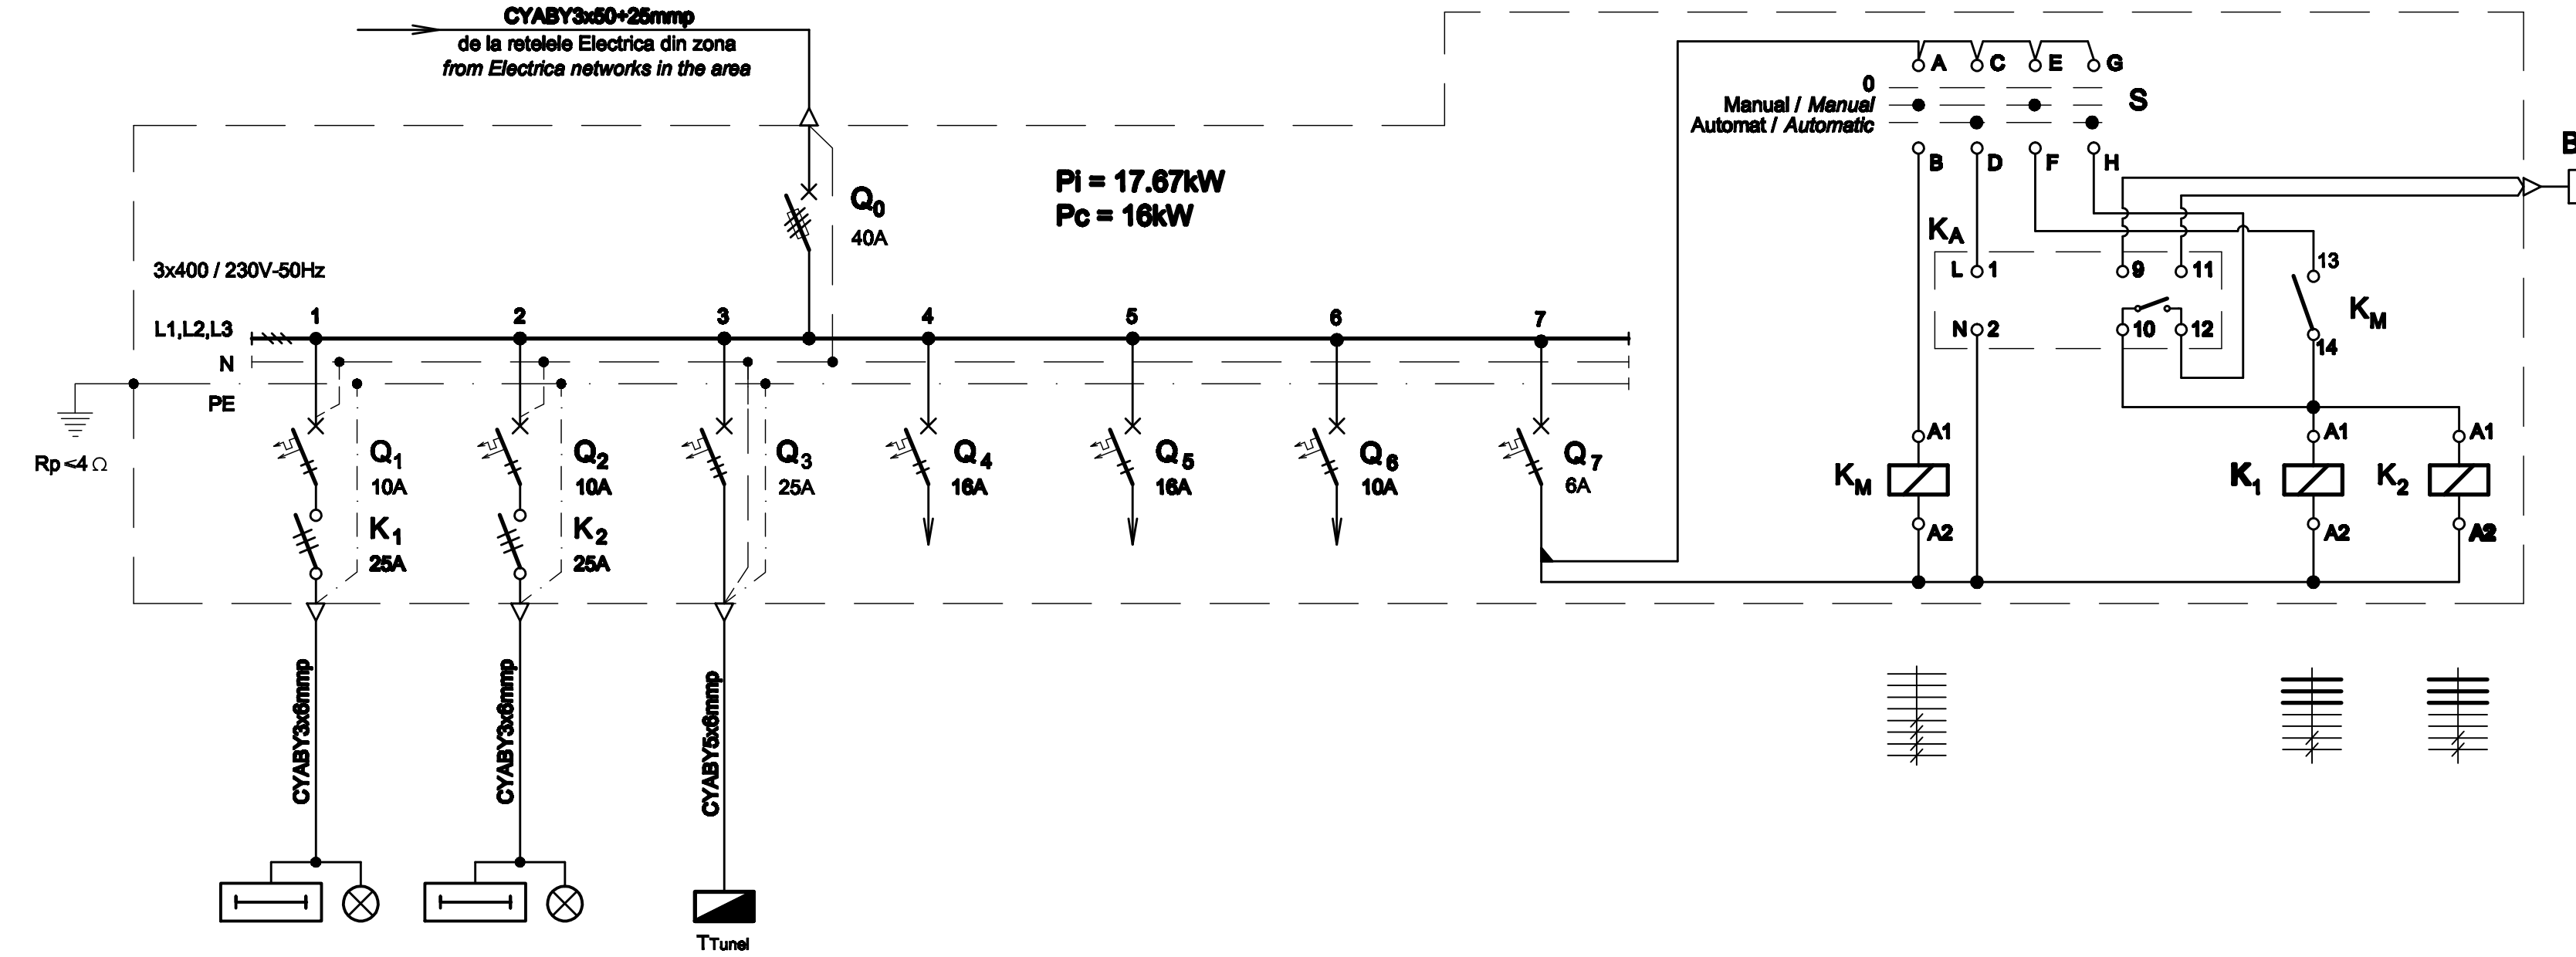 CYABY3x50+25mmp
de la retelele Electrica din zona
from Electrica networks in the area
A C E G
0
Manual / Manual
Automat / Automatic
S
B D F H
B
Pi = 17.67kW
Pc = 16kW
Q0
40A
KA
3x400 / 230V-50Hz
L 1 9 11 13
L1,L2,L3
1 2 3 4 5 6 7
N 2 10 12
KM
14
N
PE
Rp <4 Ω
Q1
10A
Q2
10A
Q3
25A
Q4
16A
Q5
16A
Q6
10A
Q7
6A
K1
25A
K2
25A
A1 A1 A1
KM K1 K2
A2 A2 A2
CYABY3x6mmp
CYABY3x6mmp
CYABY5x6mmp
TTunel